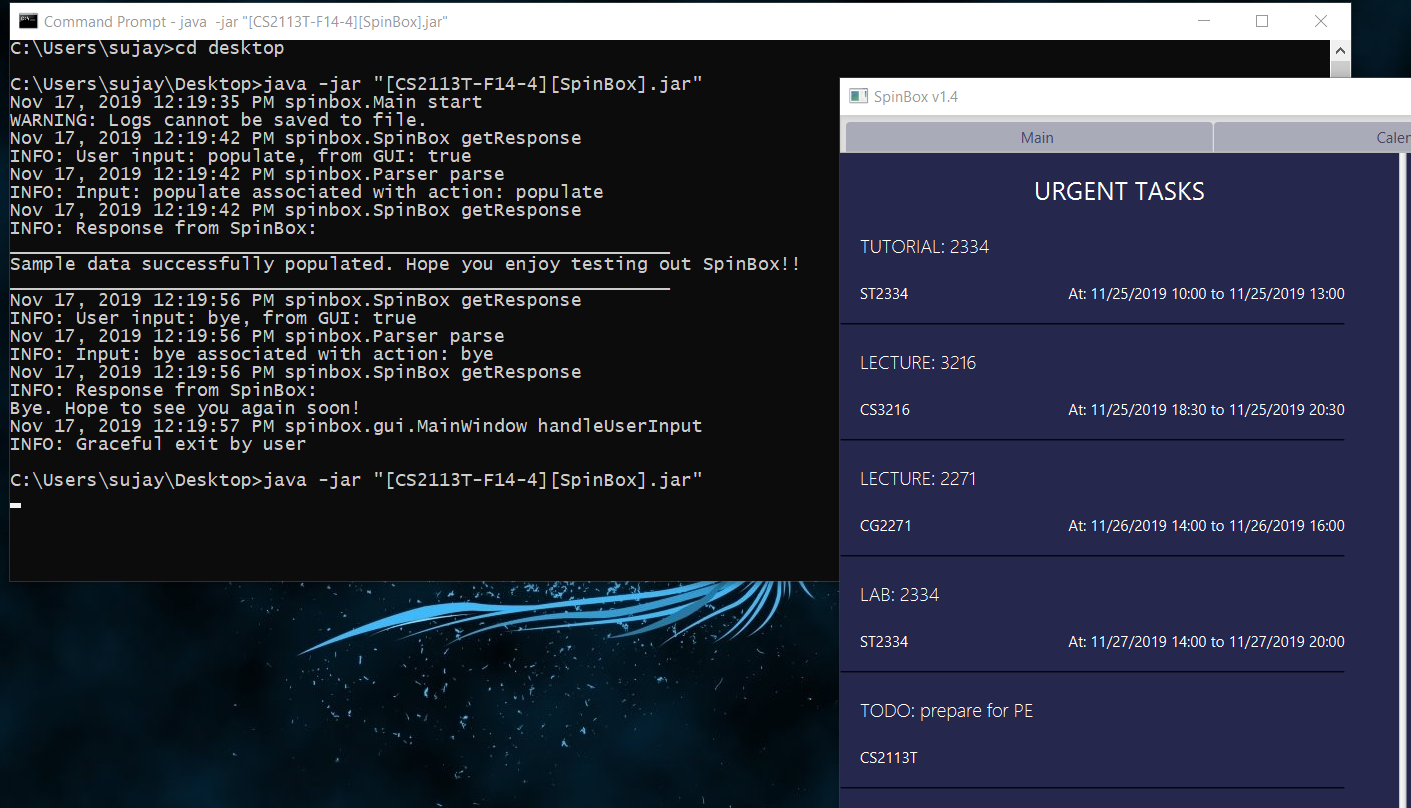 Command Prompt - java  -jar "[CS2113T-F14-4][SpinBox].jar"
C:\Users\sujay>cd desktop
C:\Users\sujay\Desktop>java -jar "[CS2113T-F14-4][SpinBox].jar"
Nov 17, 2019 12:19:35 PM spinbox.Main start
WARNING: Logs cannot be saved to file.
Nov 17, 2019 12:19:42 PM spinbox.SpinBox getResponse
INFO: User input: populate, from GUI: true
Nov 17, 2019 12:19:42 PM spinbox.Parser parse
INFO: Input: populate associated with action: populate
Nov 17, 2019 12:19:42 PM spinbox.SpinBox getResponse
INFO: Response from SpinBox:
____________________________________________________________
Sample data successfully populated. Hope you enjoy testing out SpinBox!!
____________________________________________________________
Nov 17, 2019 12:19:56 PM spinbox.SpinBox getResponse
INFO: User input: bye, from GUI: true
Nov 17, 2019 12:19:56 PM spinbox.Parser parse
INFO: Input: bye associated with action: bye
Nov 17, 2019 12:19:56 PM spinbox.SpinBox getResponse
INFO: Response from SpinBox:
Bye. Hope to see you again soon!
Nov 17, 2019 12:19:57 PM spinbox.gui.MainWindow handleUserInput
INFO: Graceful exit by user
C:\Users\sujay\Desktop>java -jar "[CS2113T-F14-4][SpinBox].jar"
SpinBox v1.4
Main
Caler
URGENT TASKS
TUTORIAL: 2334
ST2334 At: 11/25/2019 10:00 to 11/25/2019 13:00
LECTURE: 3216
CS3216 At: 11/25/2019 18:30 to 11/25/2019 20:30
LECTURE: 2271
CG2271 At: 11/26/2019 14:00 to 11/26/2019 16:00
LAB: 2334
ST2334 At: 11/27/2019 14:00 to 11/27/2019 20:00
TODO: prepare for PE
CS2113T